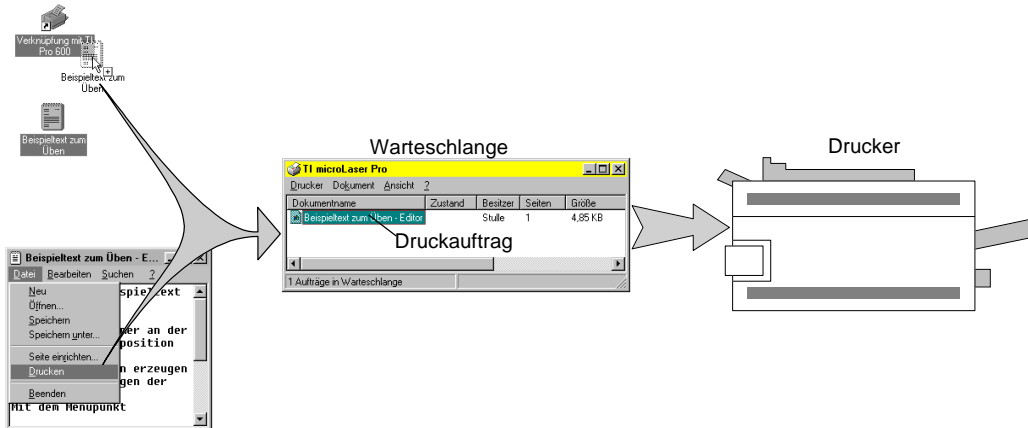 Verknüpfung mit TI
Pro 600
Beispieltext zum
Üben
Beispieltext zum
Üben
Warteschlange
TI microLaser Pro
Drucker Dokument Ansicht ?
Dokumentname Zustand Besitzer Seiten Größe
Beispieltext zum Üben - Editor Stulle 1 4,85 KB
Druckauftrag
1 Aufträge in Warteschlange
Drucker
Beispieltext zum Üben - E...
Datei Bearbeiten Suchen ?
Neu
Öffnen...
Speichern
Speichern unter...
Seite einrichten...
Drucken
Beenden
spieltext
mer an der
position
n erzeugen
gen der
Mit dem Menüpunkt